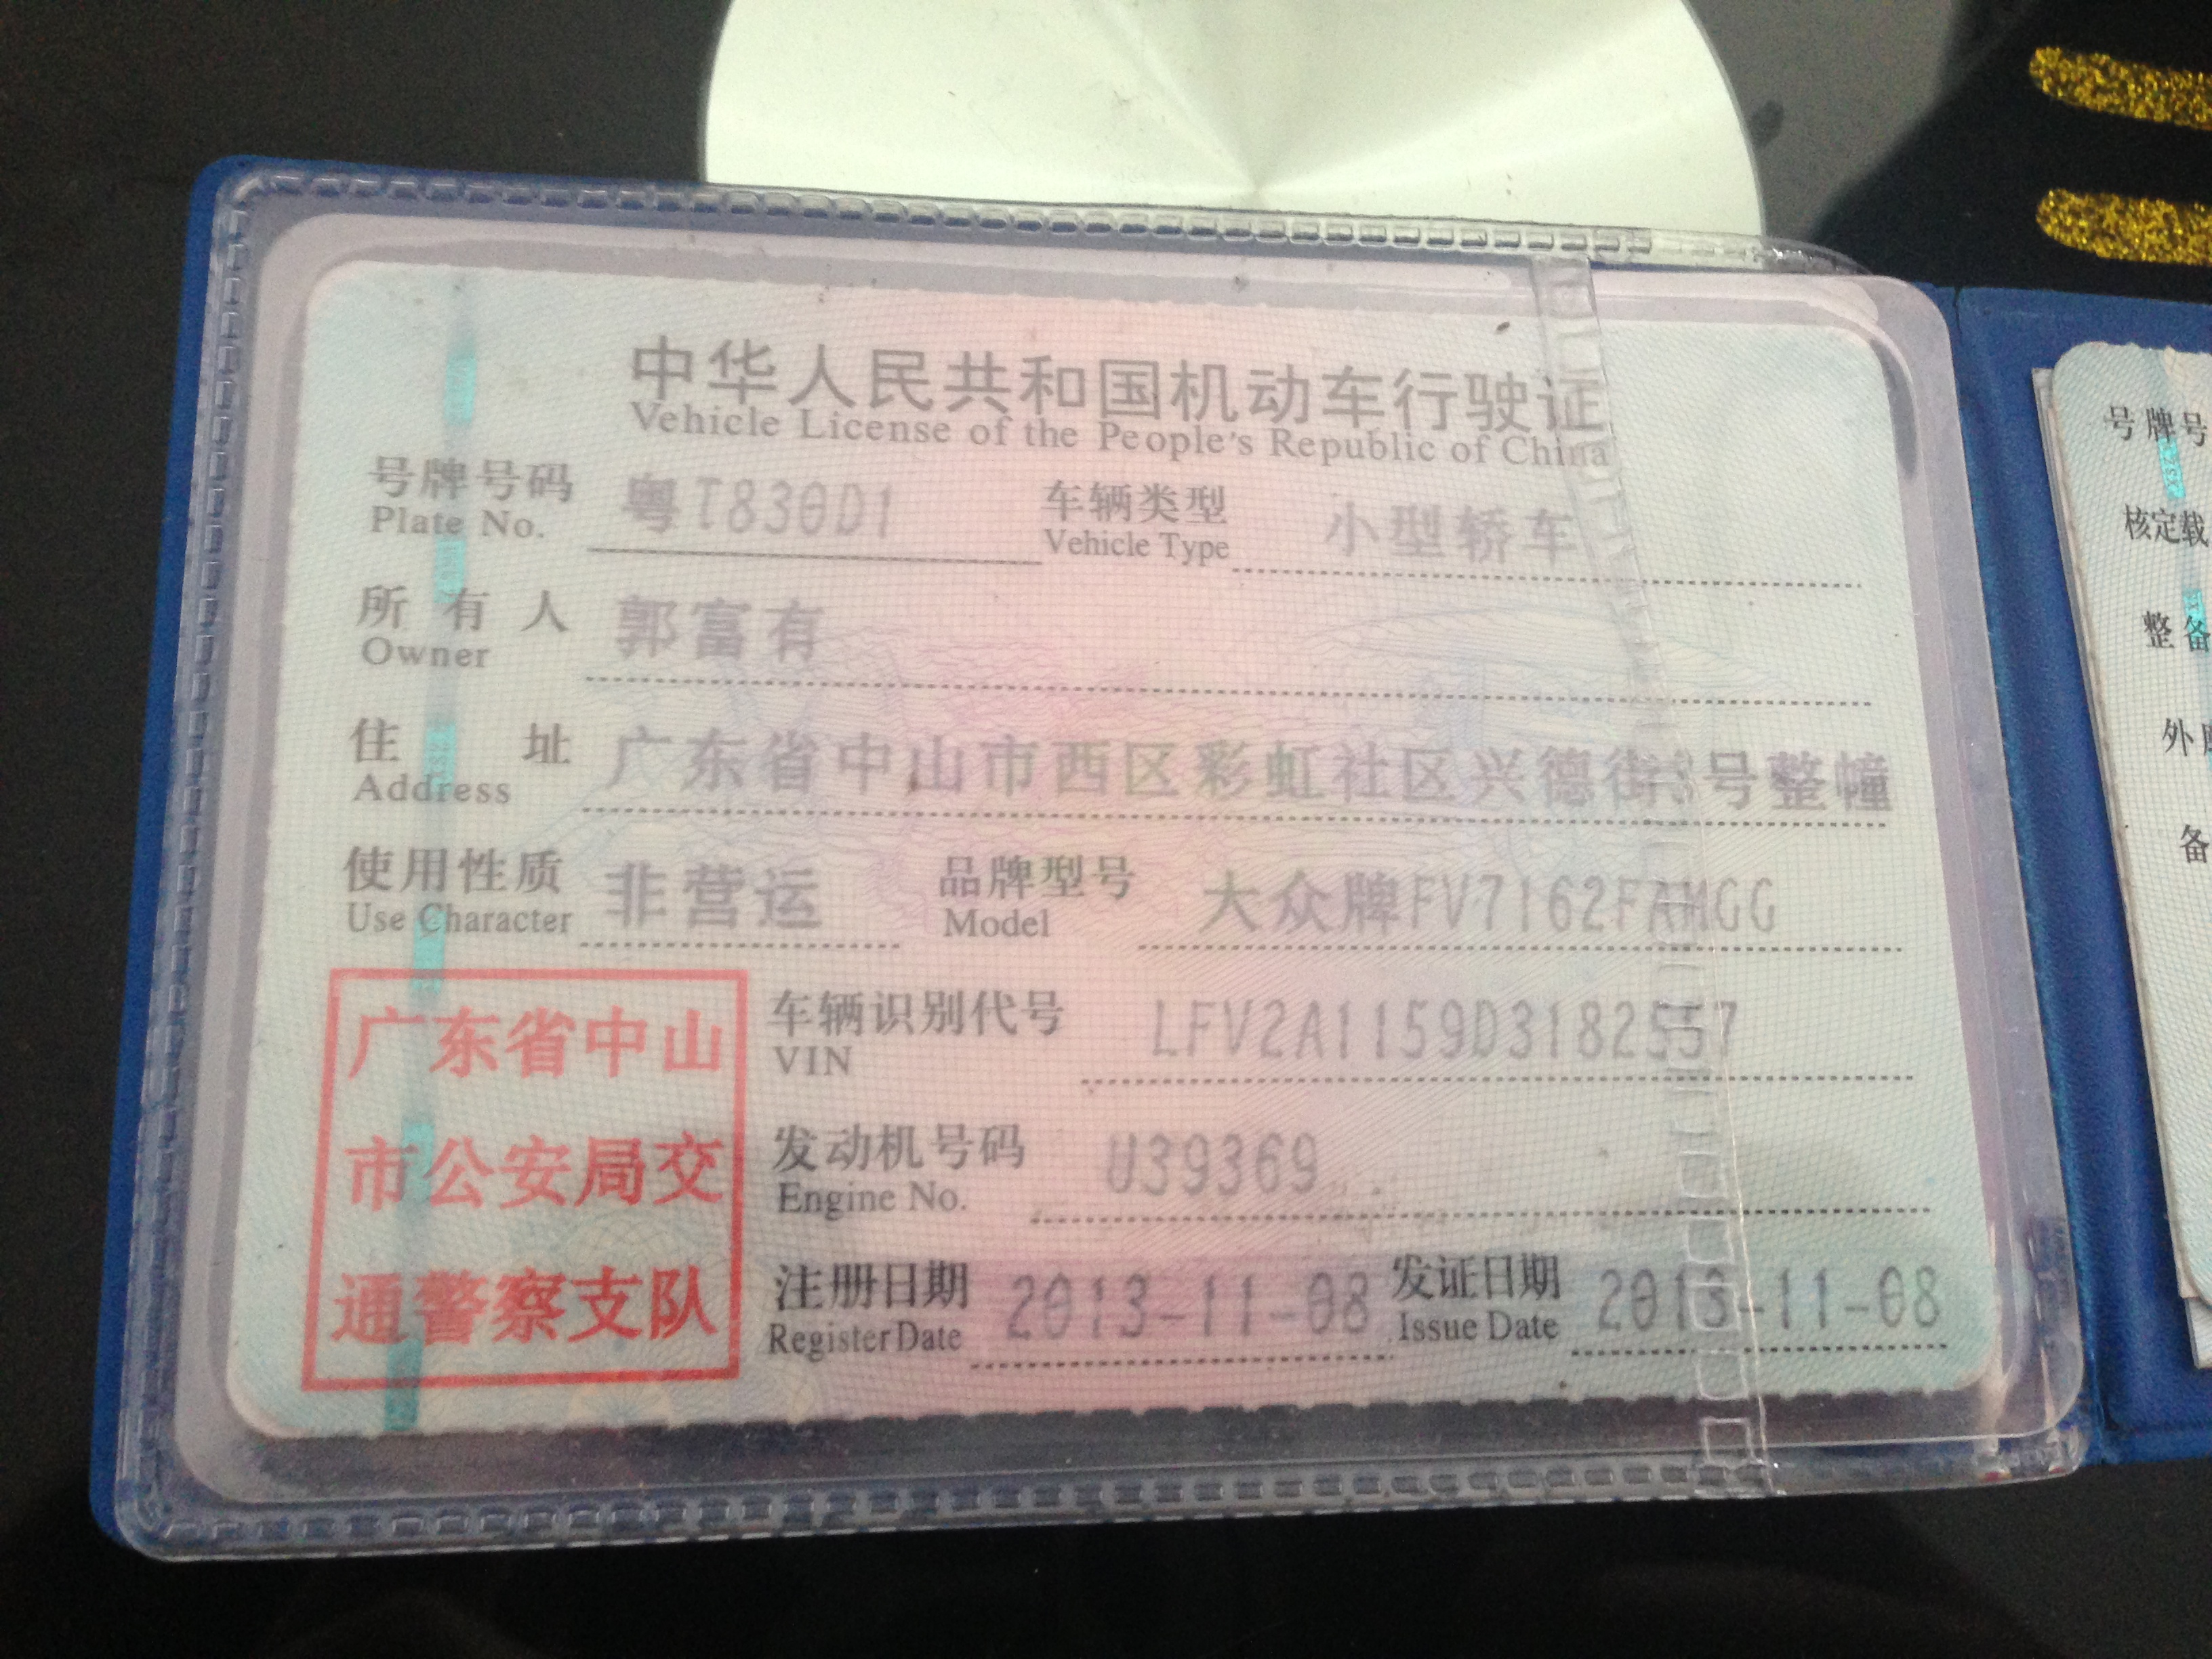 中华人民共和国机动车行驶证
Vehicle License of the People's Republic of China
号牌号码 粤T830D1 车辆类型 小型轿车
Plate No. Vehicle Type
所有人 郭富有
Owner
住址 广东省中山市西区彩虹社区兴德街 号整幢
Address
使用性质 非营运 品牌型号 大众牌FV7162FAMGG
Use Character Model
广东省中山
市公安局交
通警察支队
车辆识别代号 LFV2A1159D3182557
VIN
发动机号码 U39369
Engine No.
注册日期 2013-11-08 发证日期 2013-11-08
Register Date Issue Date
号牌号
核定载
整备
外
备